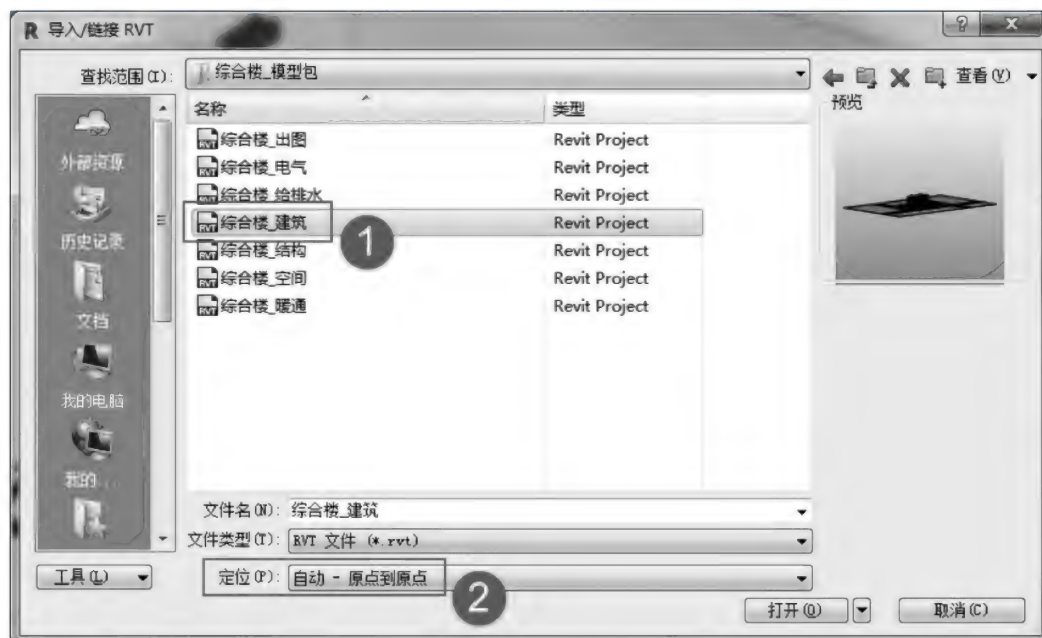 导入/链接 RVT
查找范围(I):
综合楼_模型包
查看(V)
名称
类型
预览
综合楼_出图 Revit Project
综合楼_电气 Revit Project
综合楼_给排水 Revit Project
综合楼_建筑 Revit Project
综合楼_结构 Revit Project
综合楼_空间 Revit Project
综合楼_暖通 Revit Project
1
外部资源
历史记录
文档
我的电脑
我的...
文件名(N): 综合楼_建筑
文件类型(T): RVT 文件 (*.rvt)
工具(L)
定位(P): 自动 - 原点到原点
2
打开(O)
取消(C)